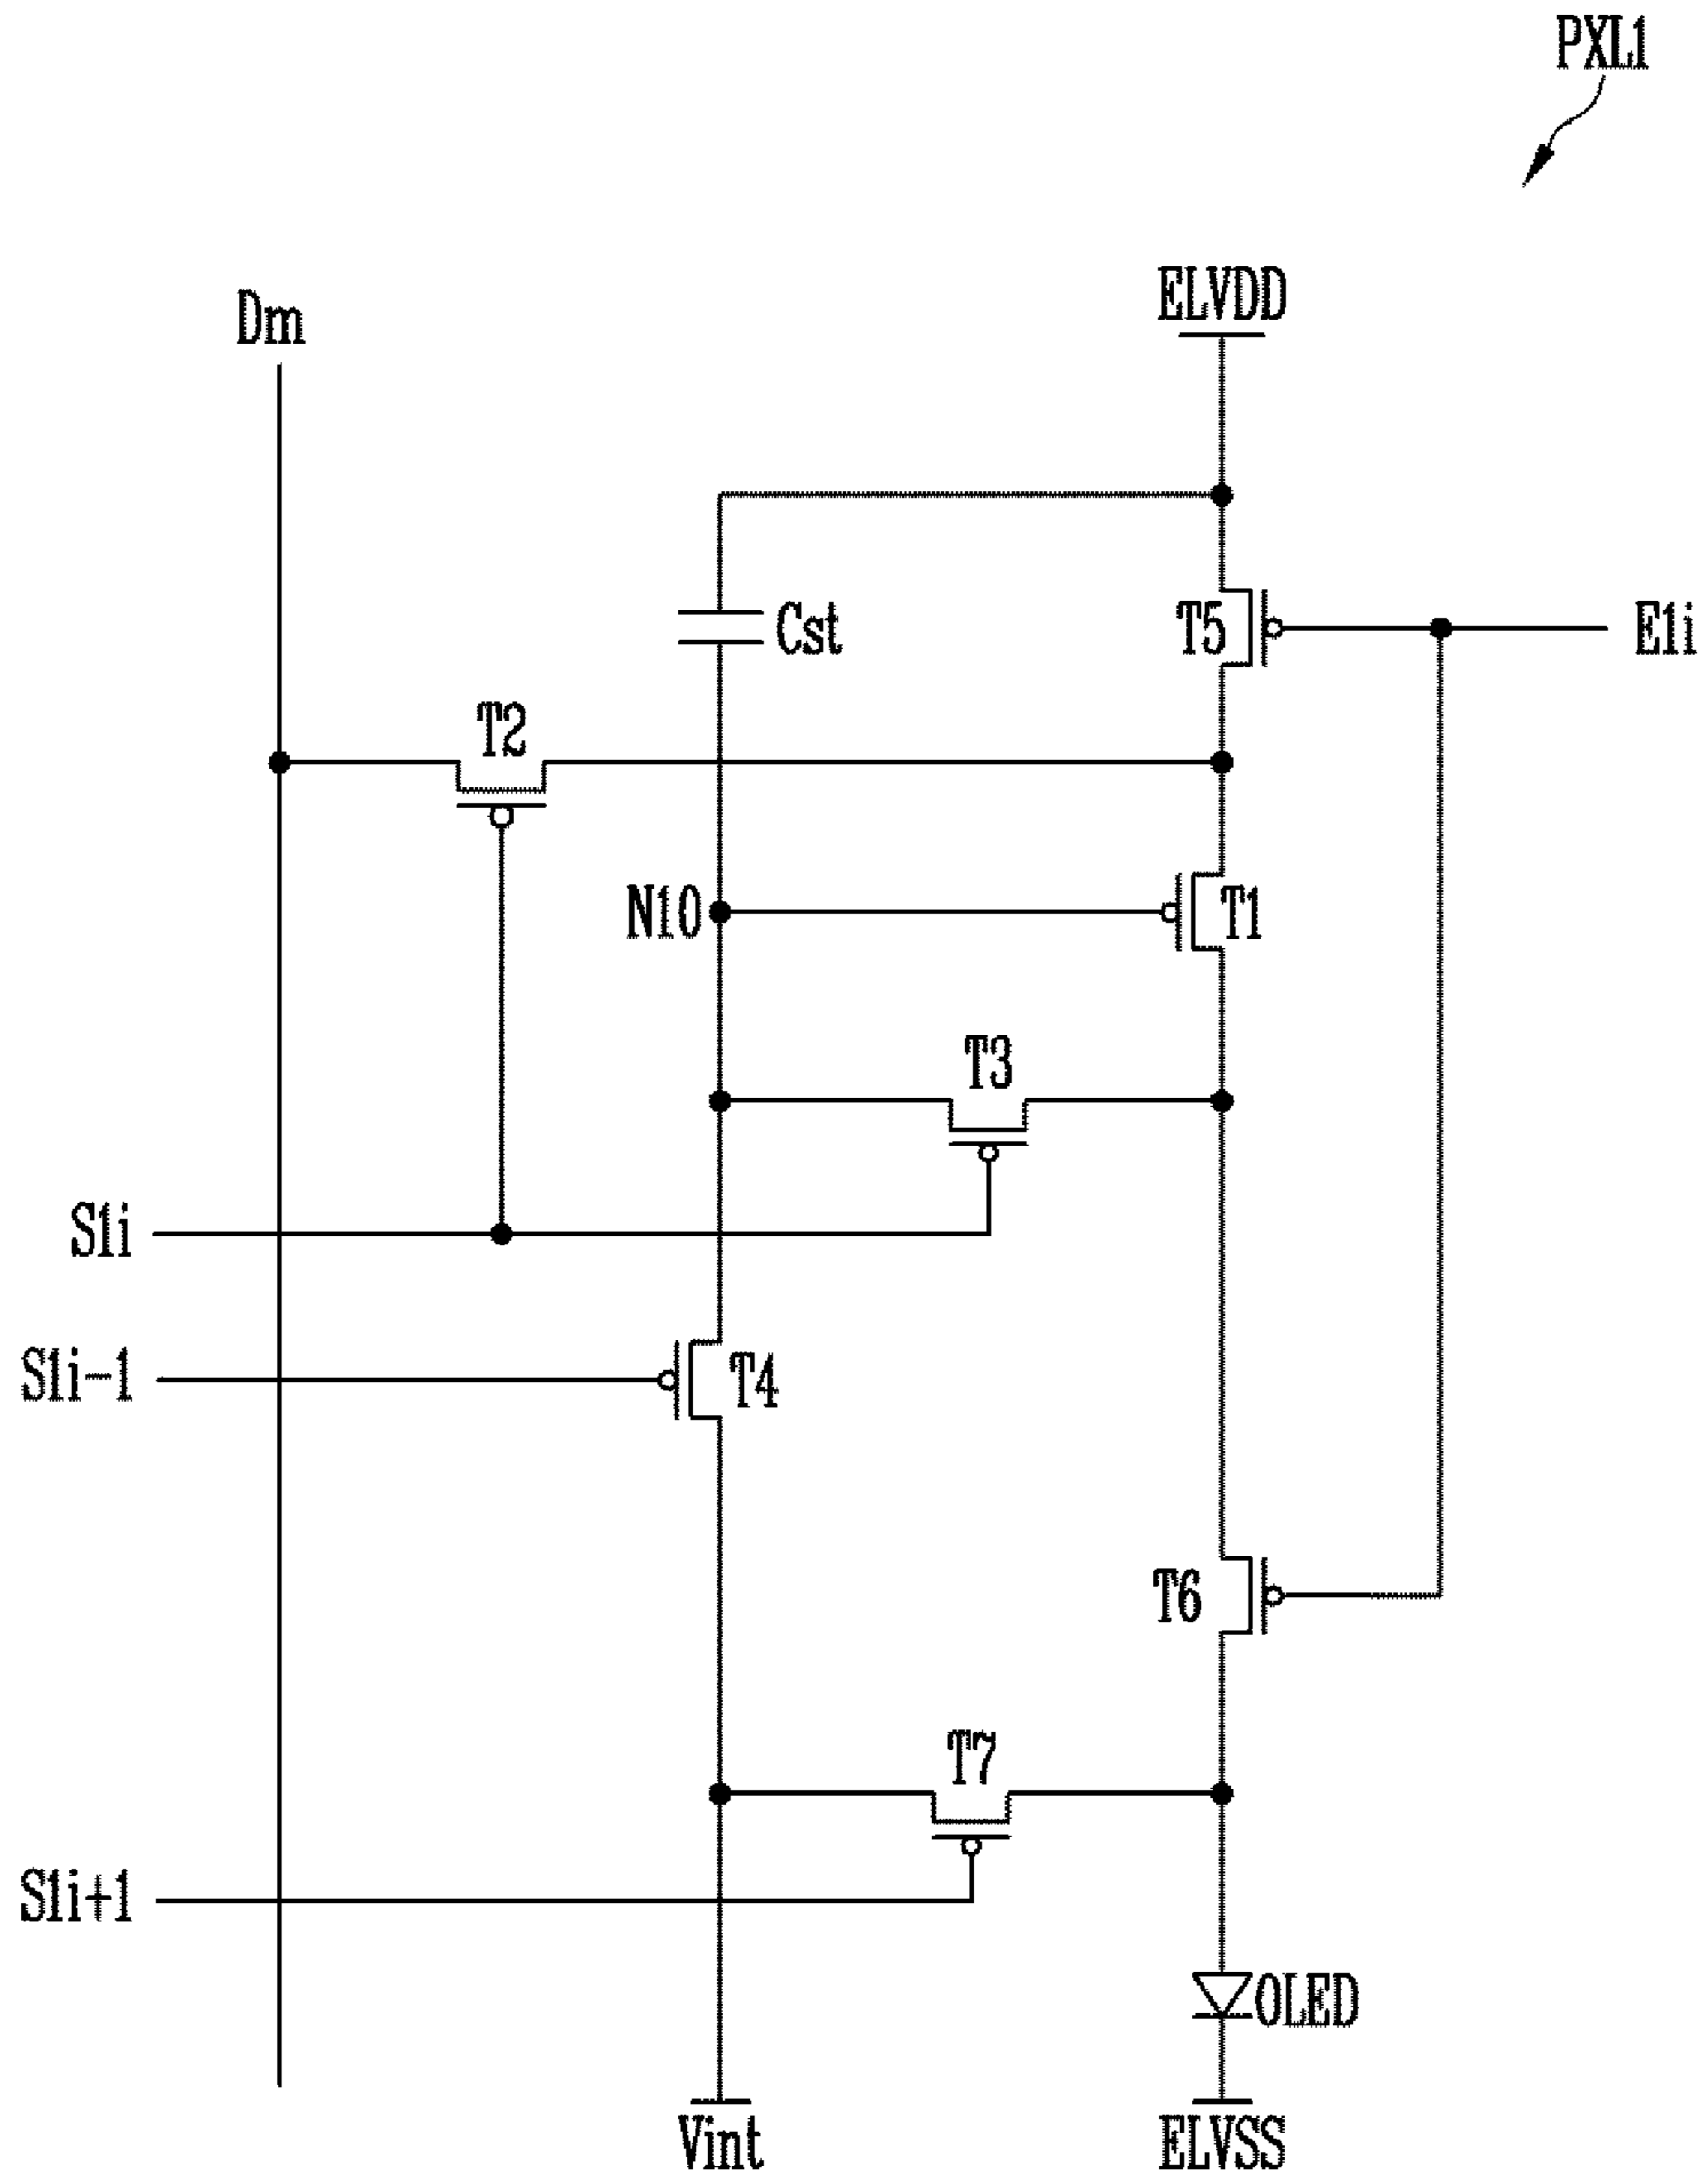 PXL1
ELVDD
Dm
Cst
T5
E1i
T2
N10
T1
T3
S1i
S1i-1
T4
T6
T7
S1i+1
OLED
Vint
ELVSS